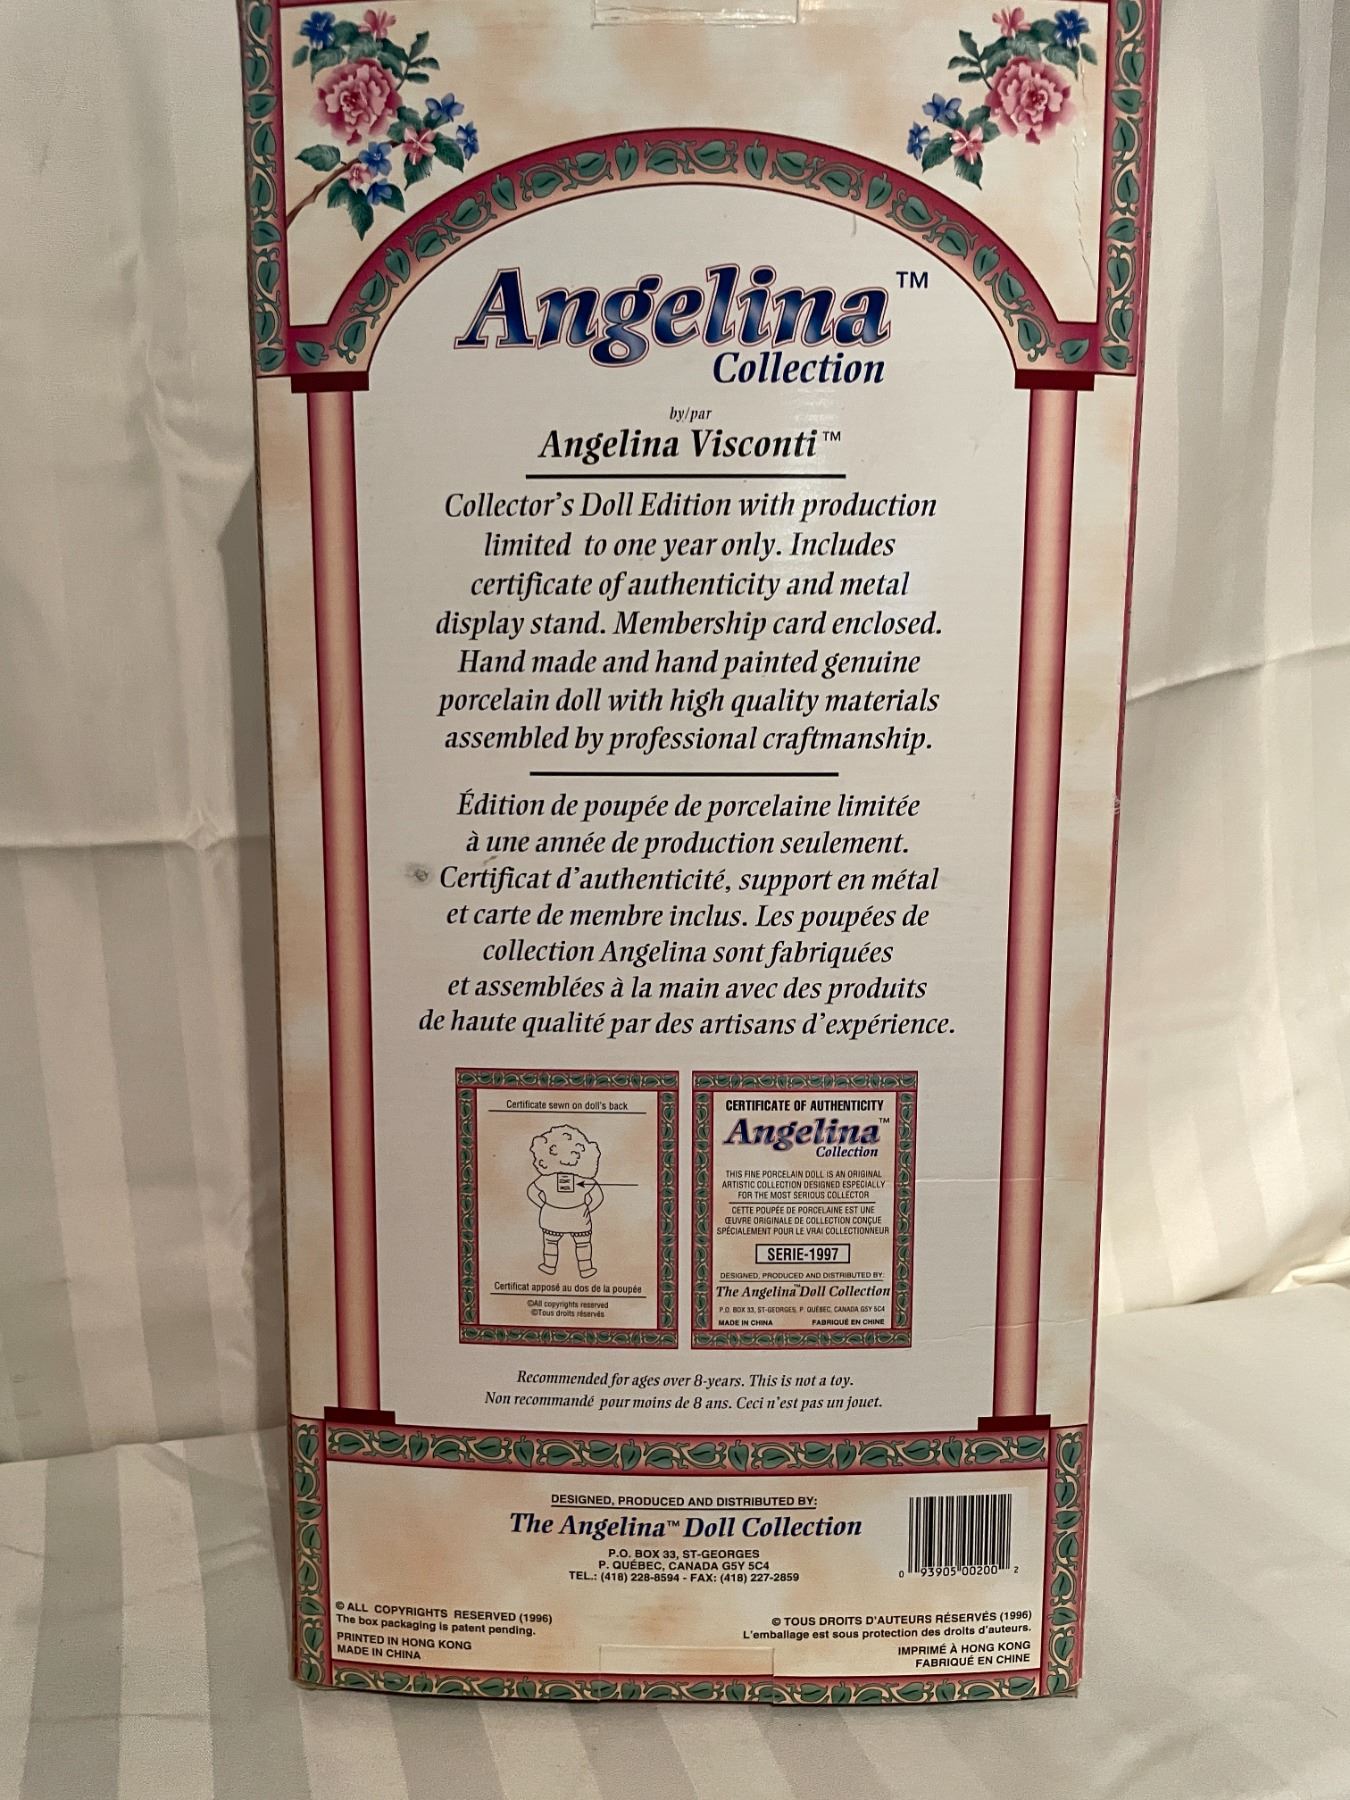 Angelina™
Collection
by/par
Angelina Visconti™
Collector's Doll Edition with production
limited to one year only. Includes
certificate of authenticity and metal
display stand. Membership card enclosed.
Hand made and hand painted genuine
porcelain doll with high quality materials
assembled by professional craftmanship.
Édition de poupée de porcelaine limitée
à une année de production seulement.
Certificat d'authenticité, support en métal
et carte de membre inclus. Les poupées de
collection Angelina sont fabriquées
et assemblées à la main avec des produits
de haute qualité par des artisans d'expérience.
Certificate sewn on doll's back
Certificat apposé au dos de la poupée
©All copyrights reserved
©Tous droits réservés
CERTIFICATE OF AUTHENTICITY
Angelina™
Collection
THIS FINE PORCELAIN DOLL IS AN ORIGINAL
ARTISTIC COLLECTION DESIGNED ESPECIALLY
FOR THE MOST SERIOUS COLLECTOR
CETTE POUPÉE DE PORCELAINE EST UNE
ŒUVRE ORIGINALE DE COLLECTION CONÇUE
SPÉCIALEMENT POUR LE VRAI COLLECTIONNEUR
SERIE-1997
DESIGNED, PRODUCED AND DISTRIBUTED BY:
The Angelina™ Doll Collection
P.O. BOX 33, ST-GEORGES, P. QUÉBEC, CANADA G5Y 5C4
MADE IN CHINA FABRIQUÉ EN CHINE
Recommended for ages over 8-years. This is not a toy.
Non recommandé pour moins de 8 ans. Ceci n'est pas un jouet.
DESIGNED, PRODUCED AND DISTRIBUTED BY:
The Angelina™ Doll Collection
P.O. BOX 33, ST-GEORGES
P. QUÉBEC, CANADA G5Y 5C4
TEL.: (418) 228-8594 - FAX: (418) 227-2859
0 93905 00200 2
© ALL COPYRIGHTS RESERVED (1996)
The box packaging is patent pending.
PRINTED IN HONG KONG
MADE IN CHINA
© TOUS DROITS D'AUTEURS RÉSERVÉS (1996)
L'emballage est sous protection des droits d'auteurs.
IMPRIMÉ À HONG KONG
FABRIQUÉ EN CHINE